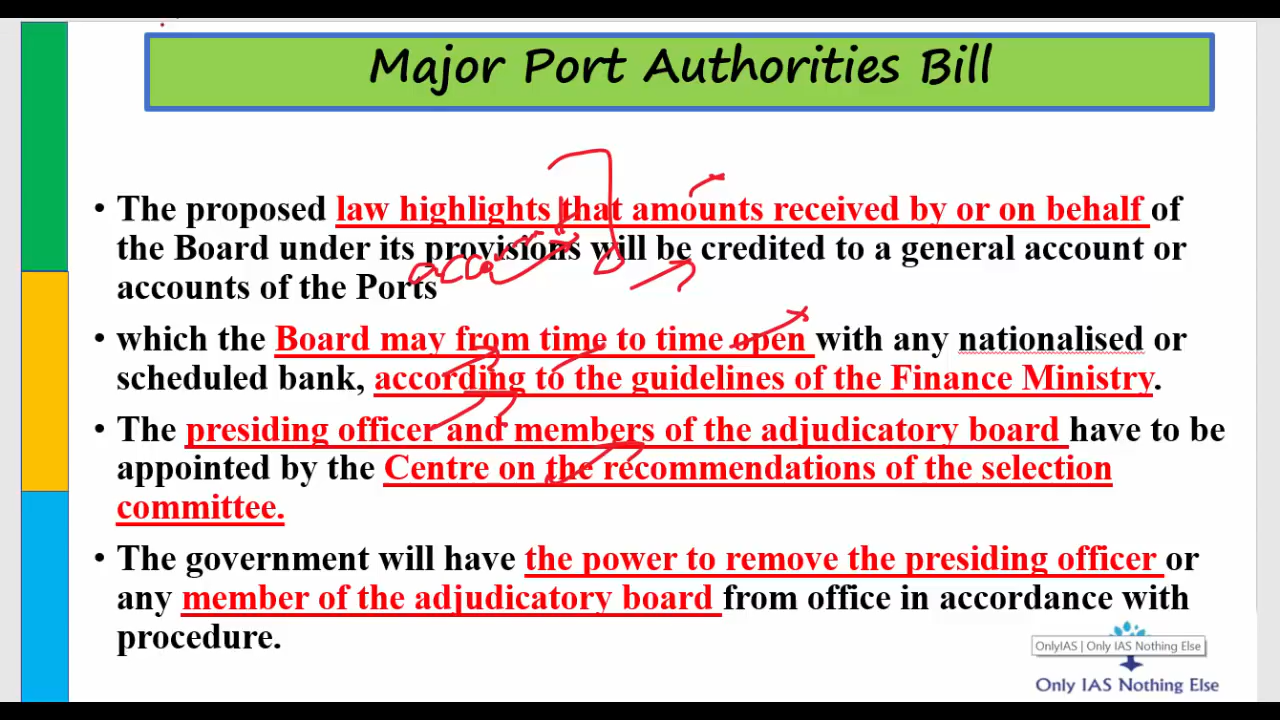 Major Port Authorities Bill
• The proposed law highlights that amounts received by or on behalf of
the Board under its provisions will be credited to a general account or
accounts of the Ports
• which the Board may from time to time open with any nationalised or
scheduled bank, according to the guidelines of the Finance Ministry.
• The presiding officer and members of the adjudicatory board have to be
appointed by the Centre on the recommendations of the selection
committee.
• The government will have the power to remove the presiding officer or
any member of the adjudicatory board from office in accordance with
procedure.
OnlyIAS | Only IAS Nothing Else
Only IAS Nothing Else